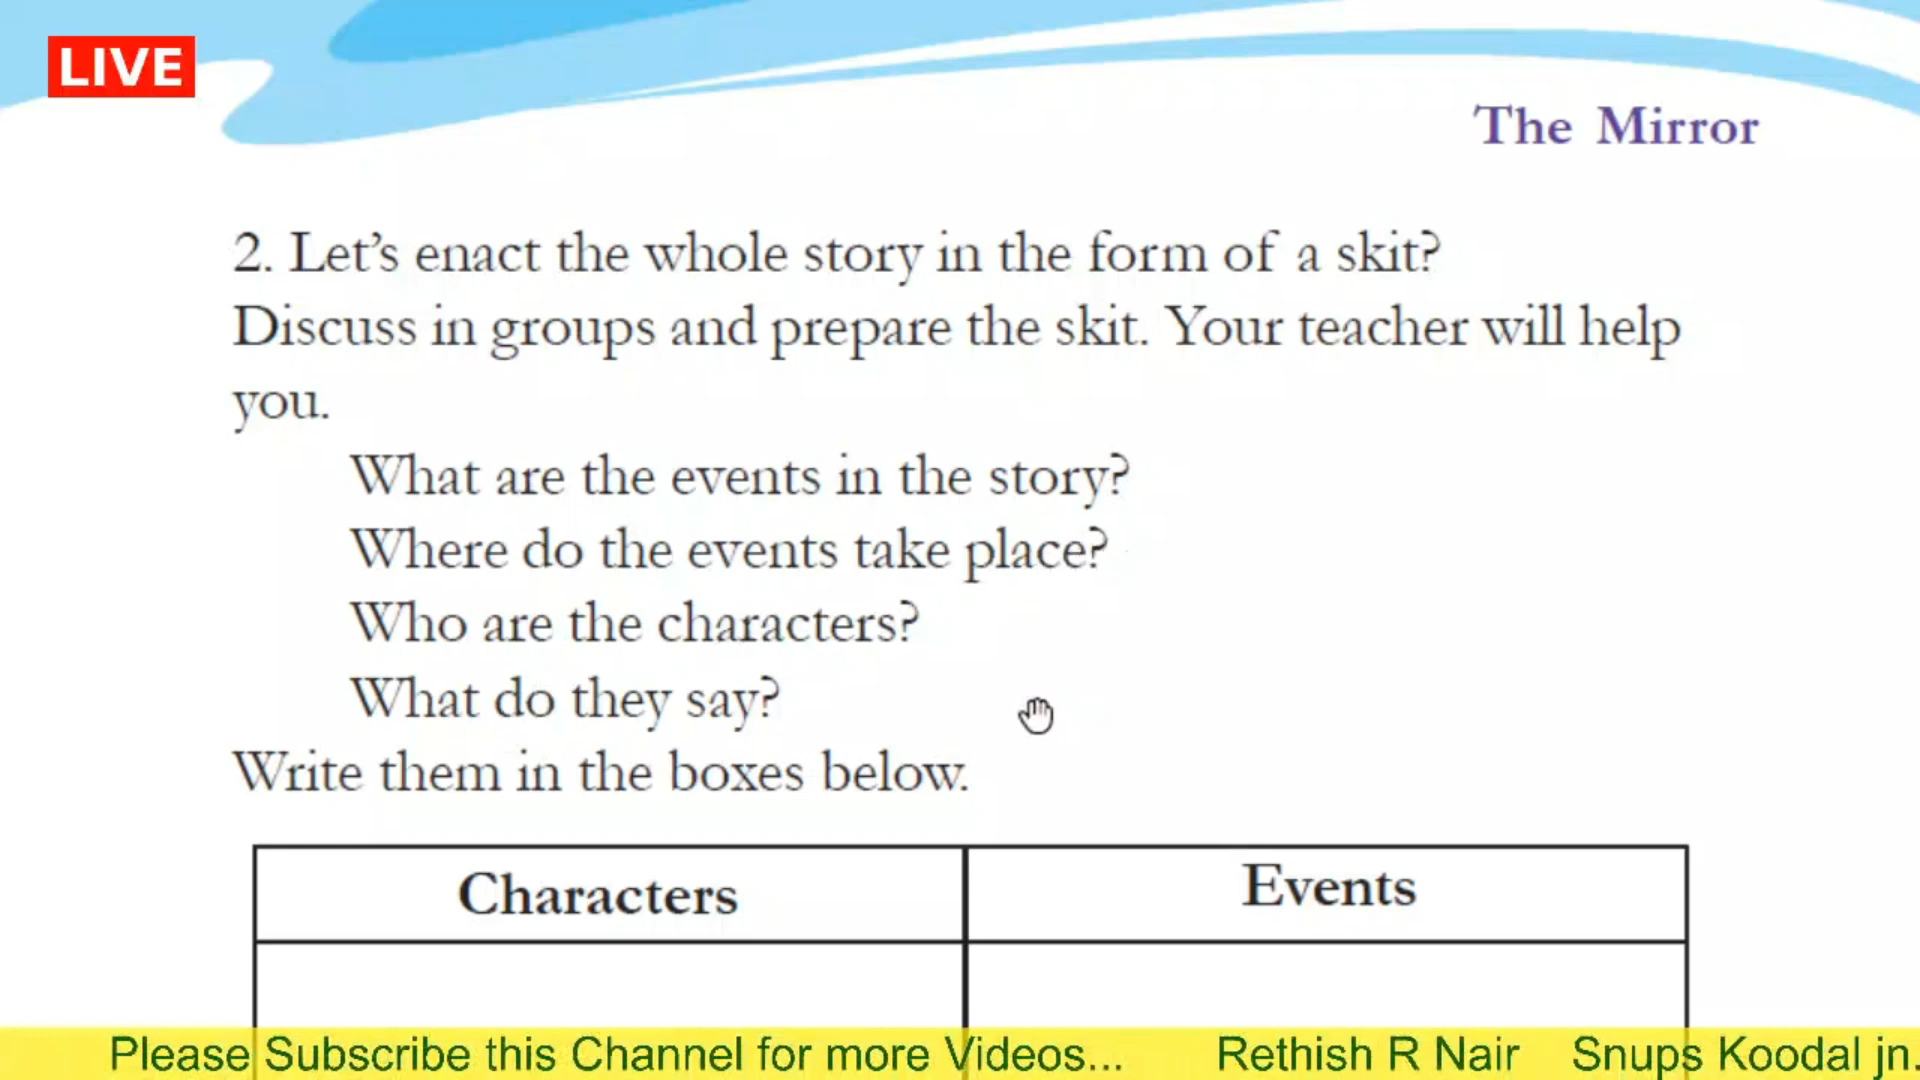 LIVE
The Mirror
2. Let's enact the whole story in the form of a skit?
Discuss in groups and prepare the skit. Your teacher will help
you.
What are the events in the story?
Where do the events take place?
Who are the characters?
What do they say?
Write them in the boxes below.
Characters
Events
Please Subscribe this Channel for more Videos... Rethish R Nair Snups Koodal jn.